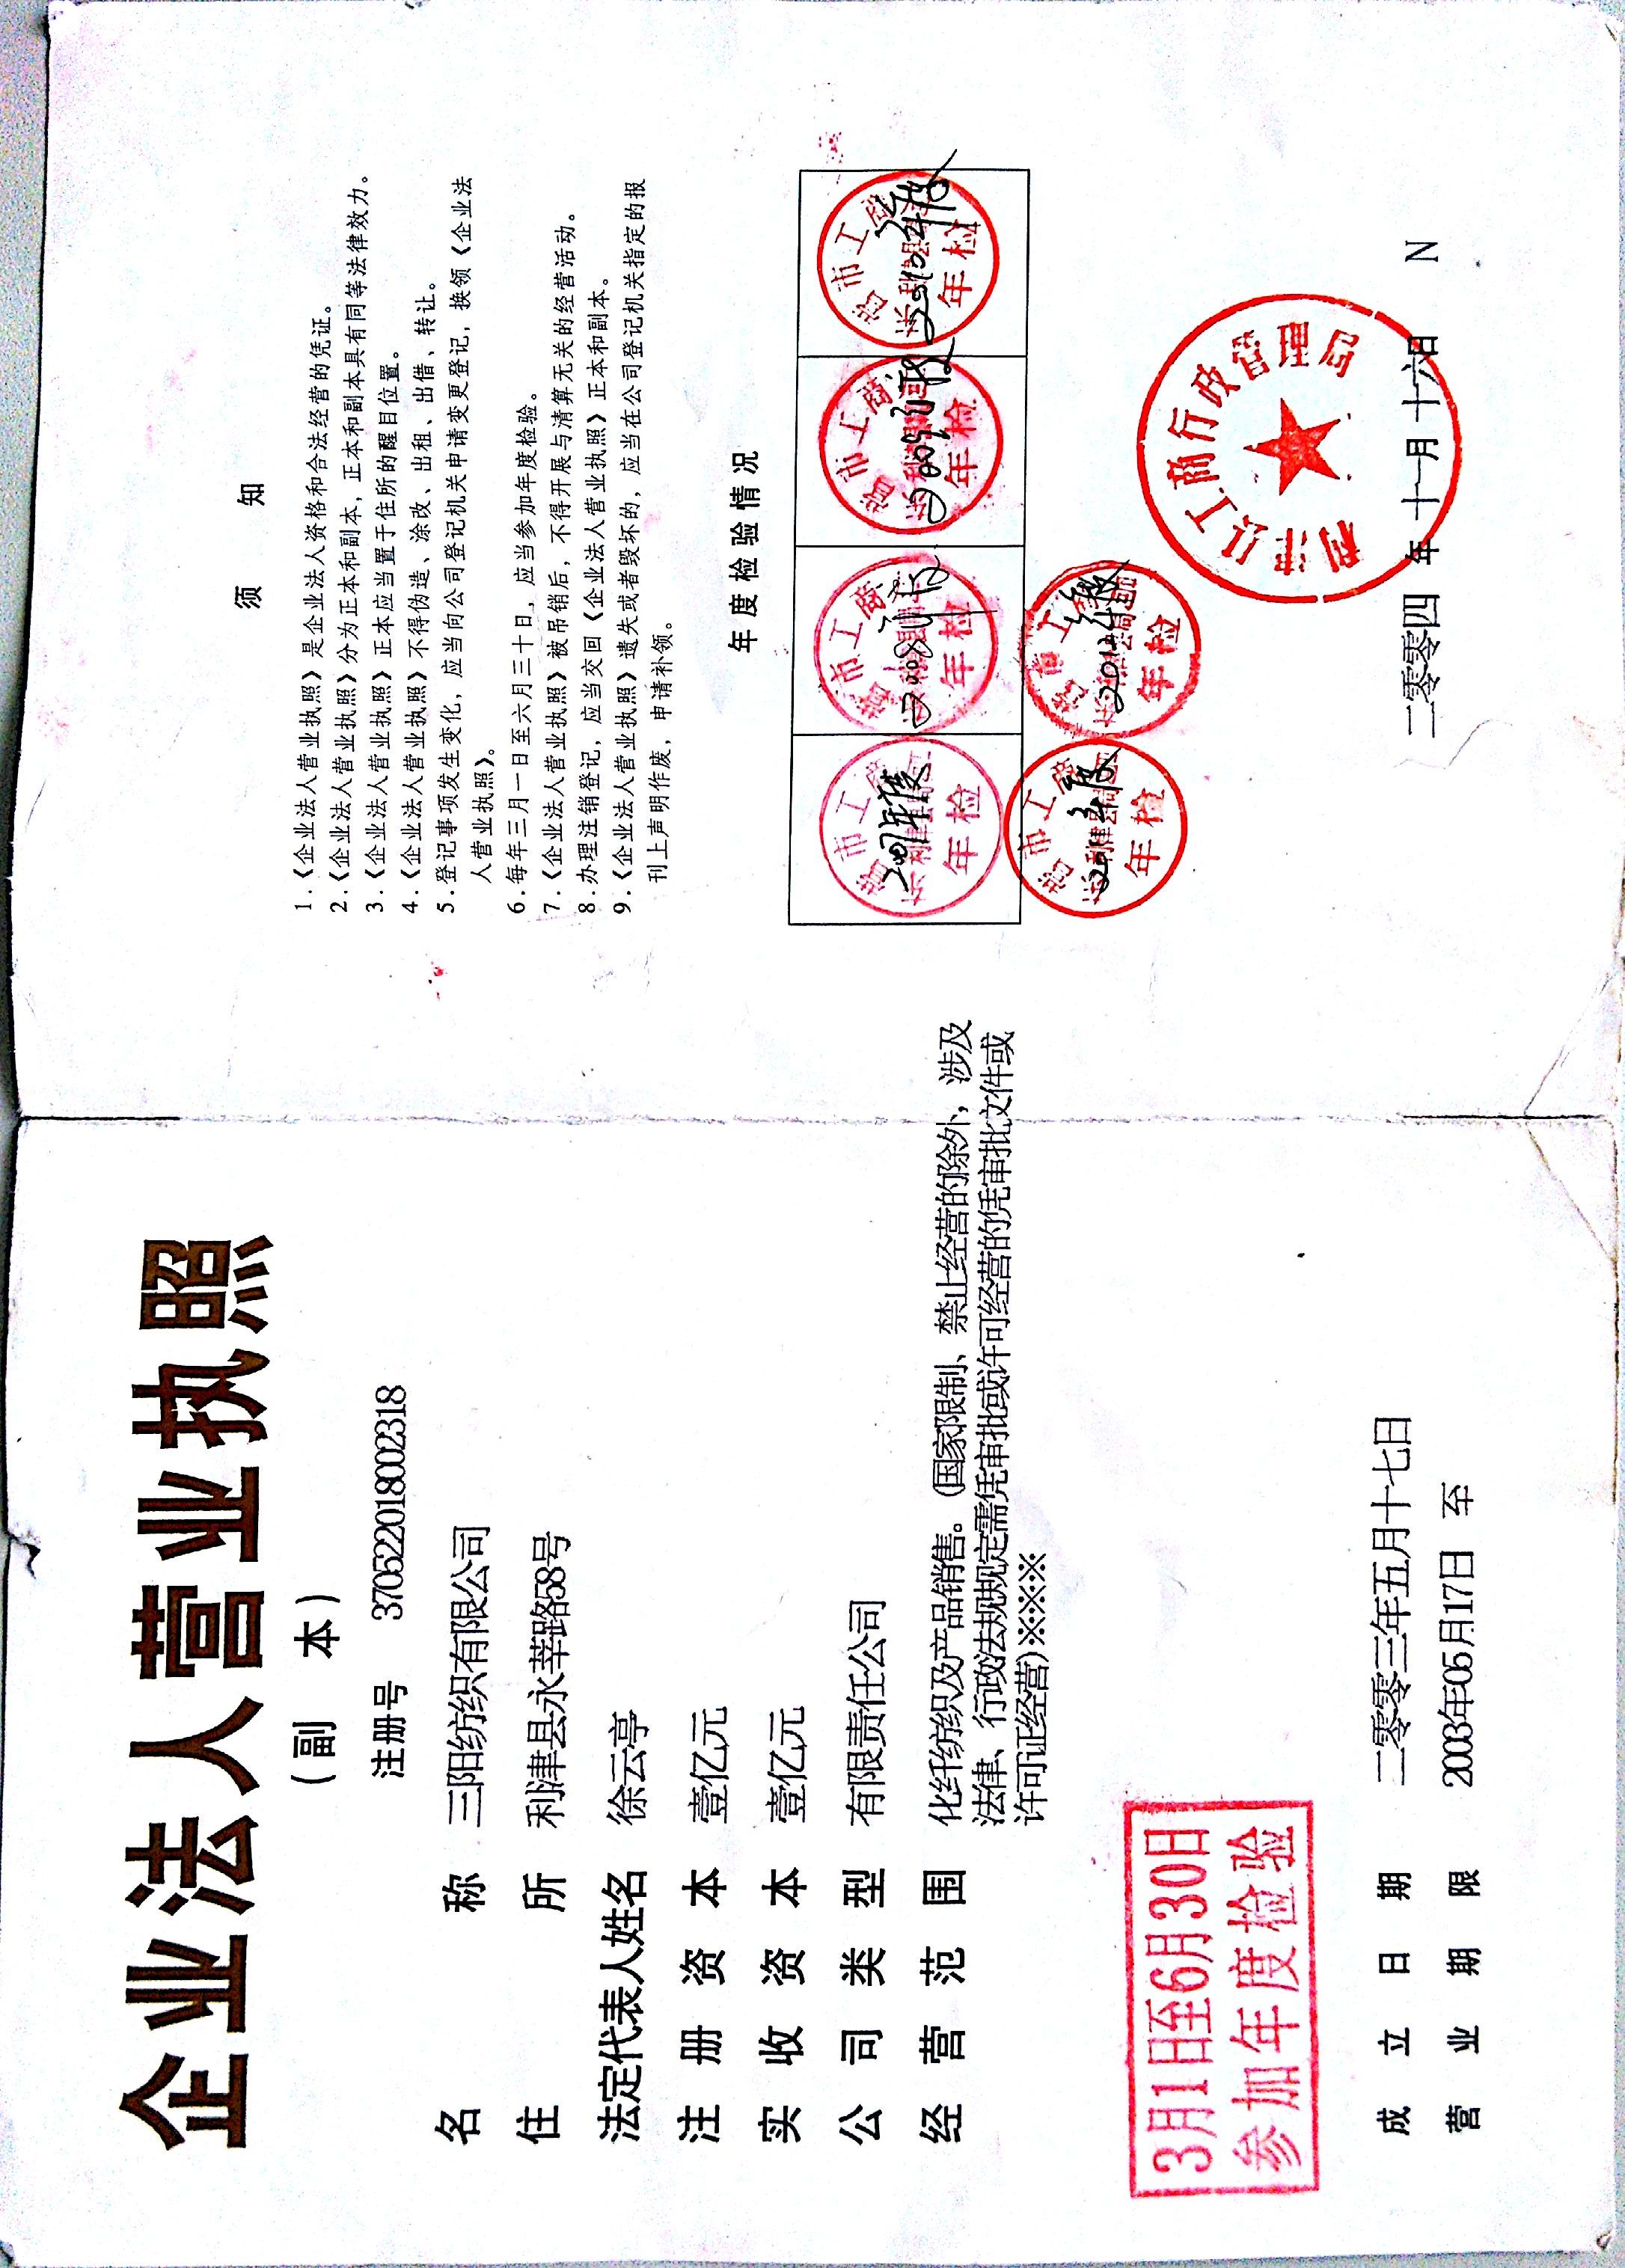 企业法人营业执照
（副 本）
注册号 370522018002318
名称 三阳纺织有限公司
住所 利津县永莘路58号
法定代表人姓名 徐云亭
注册资本 壹亿元
实收资本 壹亿元
公司类型 有限责任公司
经营范围 化纤纺织及产品销售。（国家限制、禁止经营的除外，涉及
法律、行政法规规定需凭审批或许可经营的凭审批文件或
许可证经营）※※※※
3月1日至6月30日
参加年度检验
成立日期 二零零三年五月十七日
营业期限 2003年05月17日 至
须 知
1.《企业法人营业执照》是企业法人资格和合法经营的凭证。
2.《企业法人营业执照》分为正本和副本，正本和副本具有同等法律效力。
3.《企业法人营业执照》正本应当置于住所的醒目位置。
4.《企业法人营业执照》不得伪造、涂改、出租、出借、转让。
5.登记事项发生变化，应当向公司登记机关申请变更登记，换领《企业法
人营业执照》。
6.每年三月一日至六月三十日，应当参加年度检验。
7.《企业法人营业执照》被吊销后，不得开展与清算无关的经营活动。
8.办理注销登记，应当交回《企业法人营业执照》正本和副本。
9.《企业法人营业执照》遗失或者毁坏的，应当在公司登记机关指定的报
刊上声明作废，申请补领。
年度检验情况
市工商
2007年度
年检
市工商
2008
年检
市工商
2009
年检
市工商
2010
年检
市工商
2011
年检
市工
2012
年检
利津县工商行政管理局
二零零四 年 十一月 十六日 N